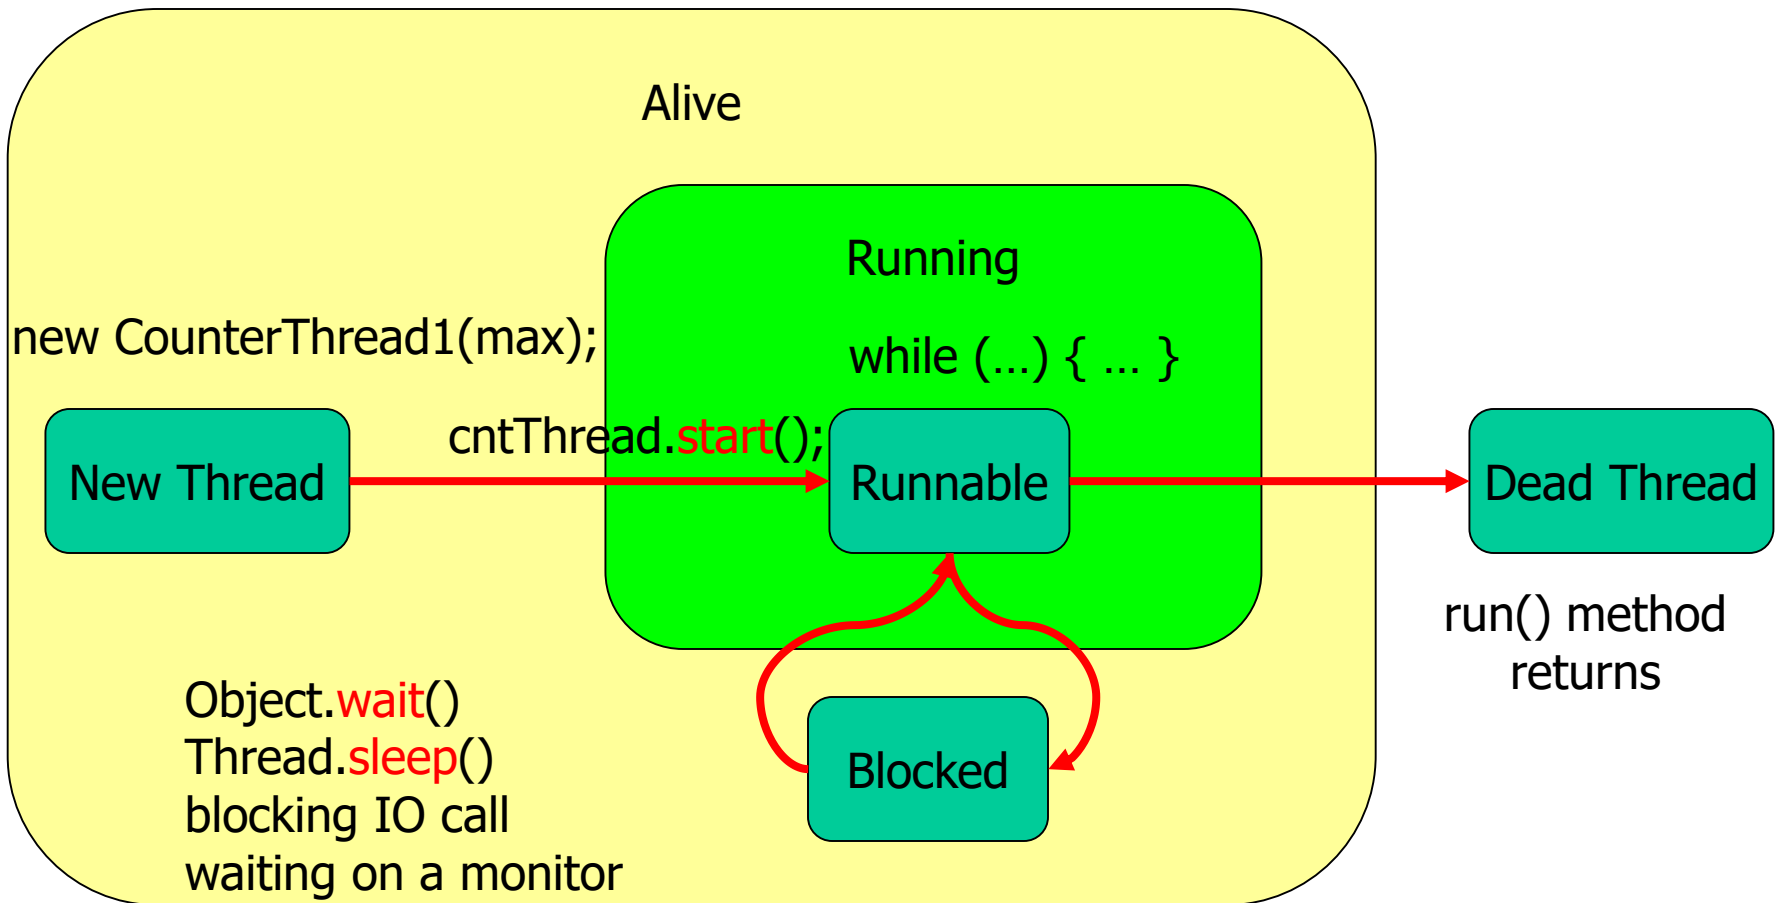 Alive
Running
new CounterThread1(max);
while (...) { ... }
cntThread.start();
New Thread
Runnable
Dead Thread
run() method
returns
Object.wait()
Thread.sleep()
blocking IO call
waiting on a monitor
Blocked